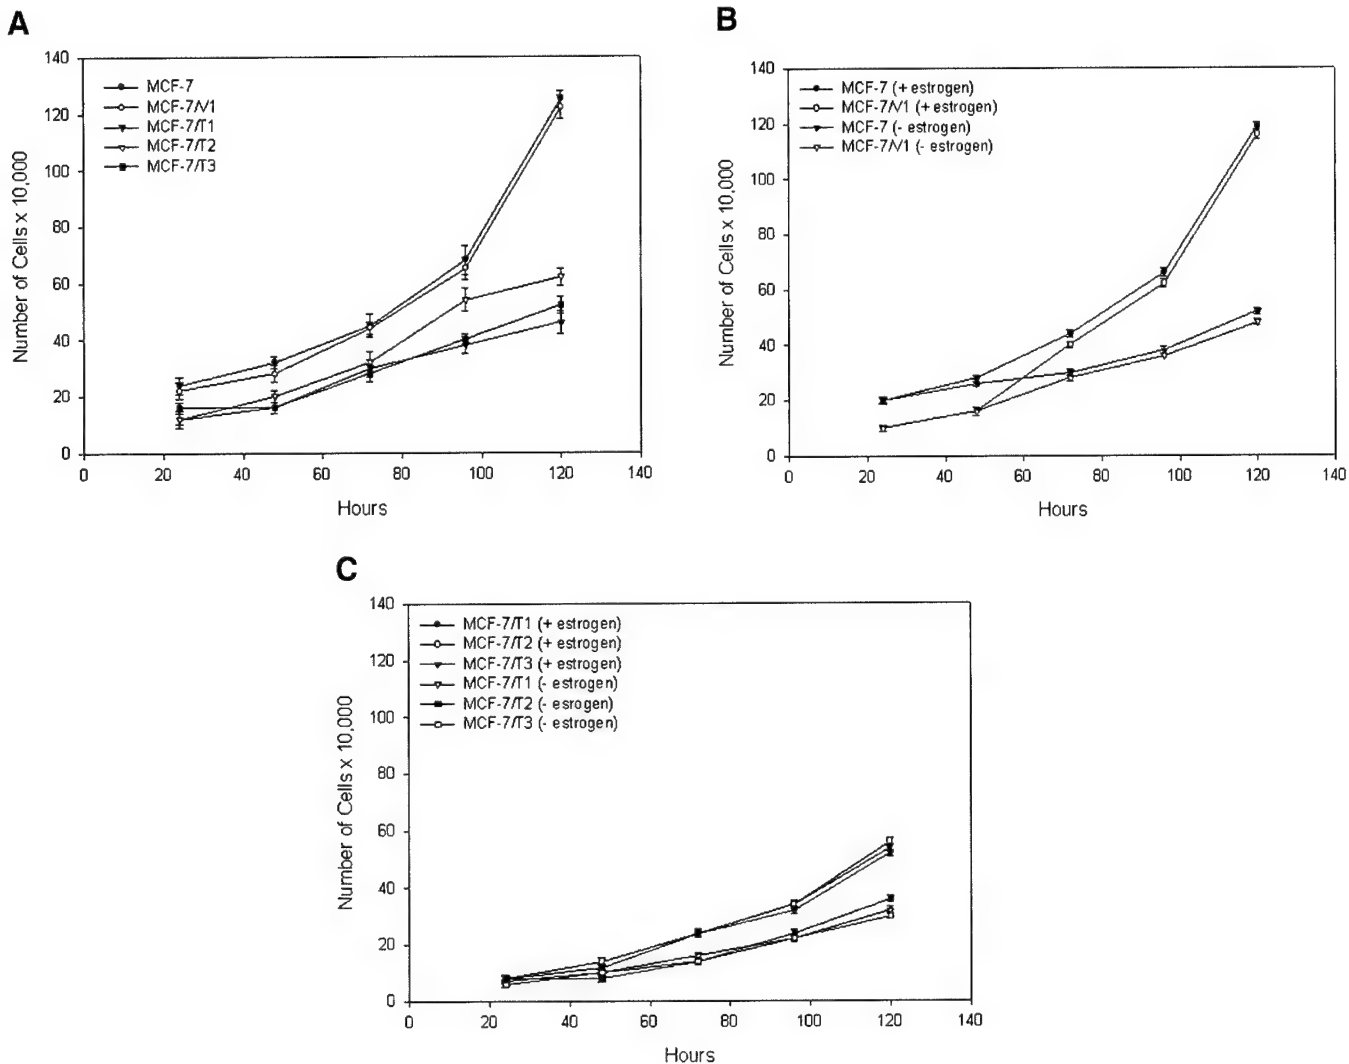 A
140
120
100
80
60
40
20
0
Number of Cells x 10,000
MCF-7
MCF-7/V1
MCF-7/T1
MCF-7/T2
MCF-7/T3
0 20 40 60 80 100 120 140
Hours
B
140
120
100
80
60
40
20
0
Number of Cells x 10,000
MCF-7 (+ estrogen)
MCF-7/V1 (+ estrogen)
MCF-7 (- estrogen)
MCF-7/V1 (- estrogen)
0 20 40 60 80 100 120 140
Hours
C
140
120
100
80
60
40
20
0
Number of Cells x 10,000
MCF-7/T1 (+ estrogen)
MCF-7/T2 (+ estrogen)
MCF-7/T3 (+ estrogen)
MCF-7/T1 (- estrogen)
MCF-7/T2 (- esrogen)
MCF-7/T3 (- estrogen)
0 20 40 60 80 100 120 140
Hours